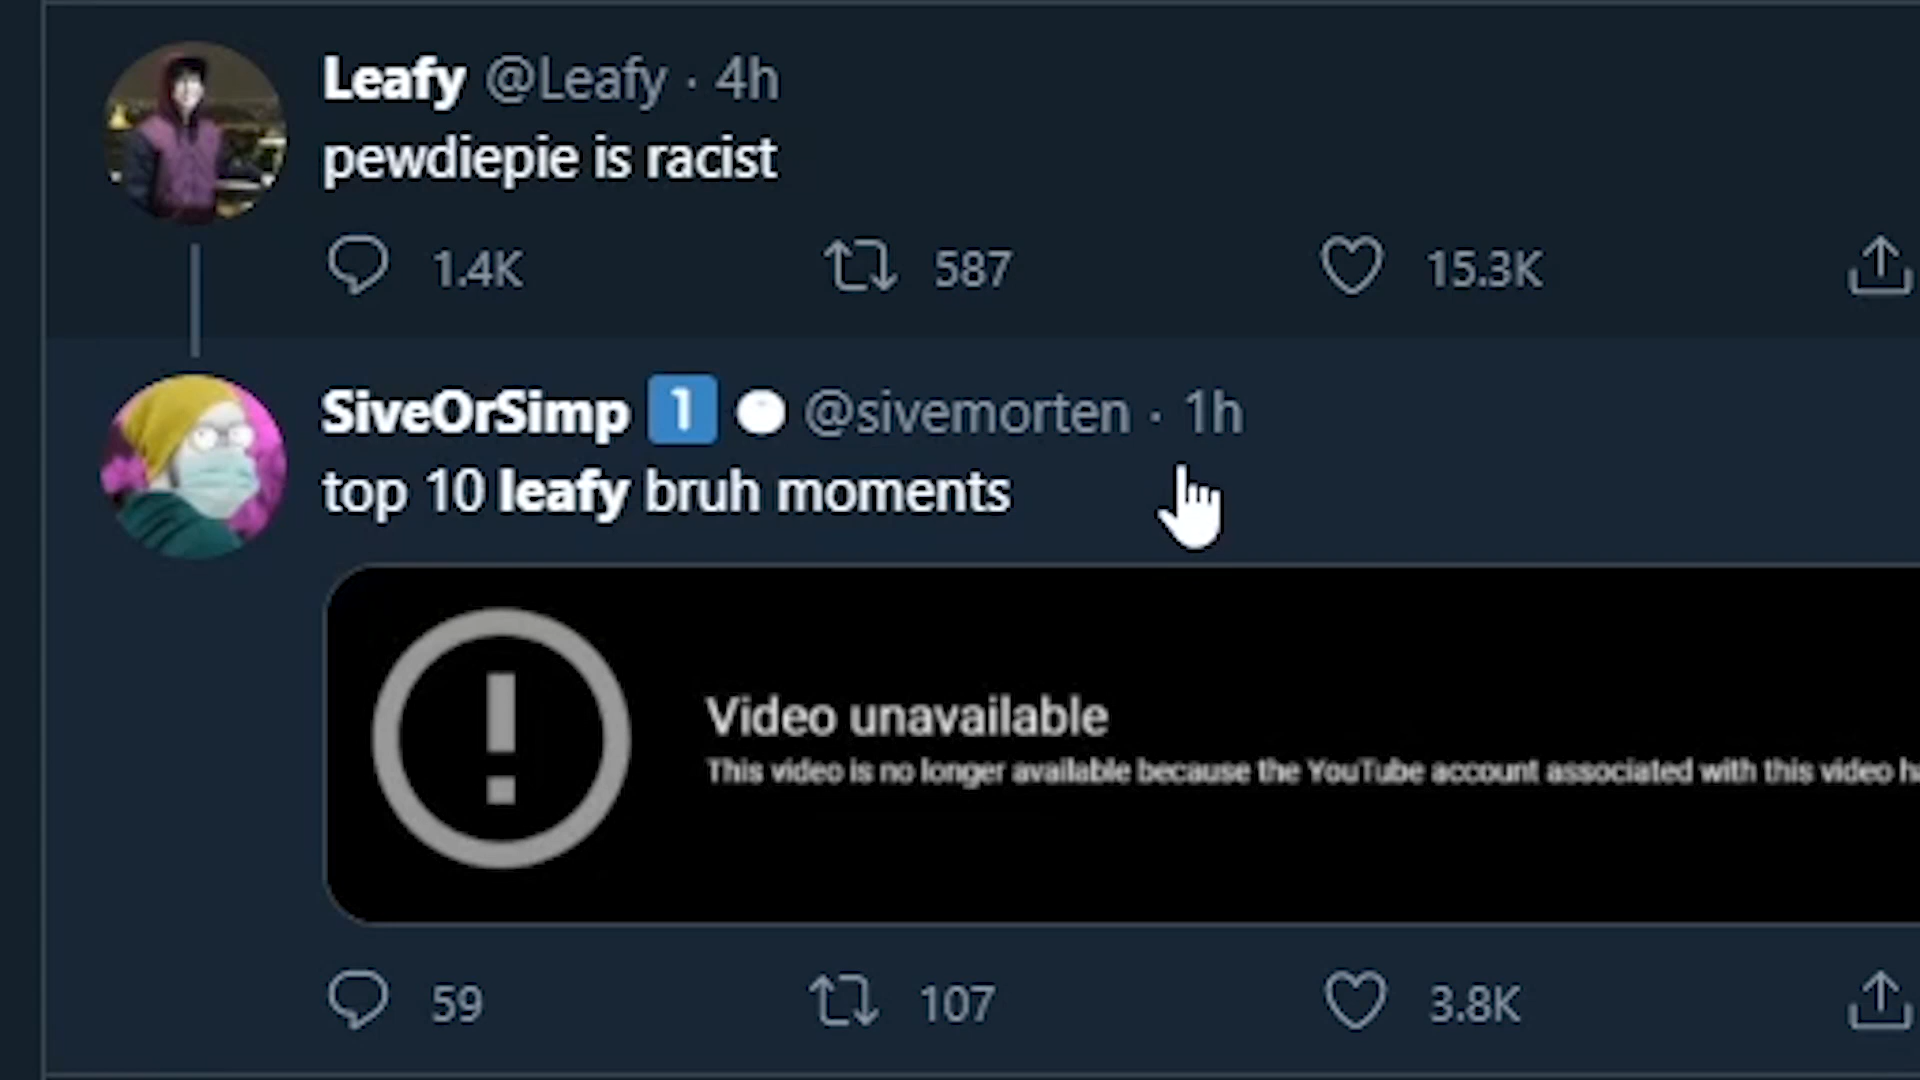 Leafy @Leafy · 4h
pewdiepie is racist
1.4K 587 15.3K
SiveOrSimp 1 @sivemorten · 1h
top 10 leafy bruh moments
Video unavailable
This video is no longer available because the YouTube account associated with this video
59 107 3.8K